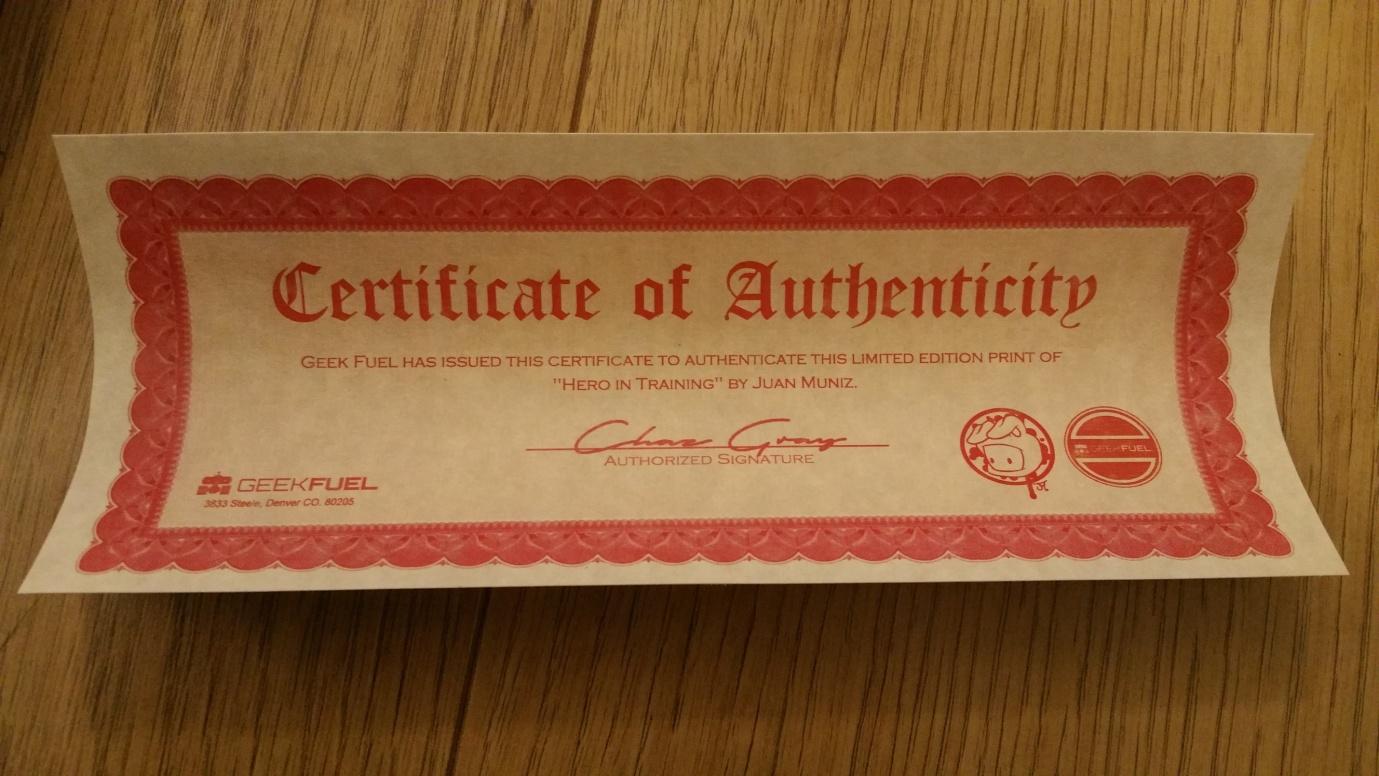 Certificate of Authenticity
GEEK FUEL HAS ISSUED THIS CERTIFICATE TO AUTHENTICATE THIS LIMITED EDITION PRINT OF
"HERO IN TRAINING" BY JUAN MUNIZ.
Chaz Gray
AUTHORIZED SIGNATURE
GEEKFUEL
3833 Steele, Denver CO. 80205
GEEKFUEL